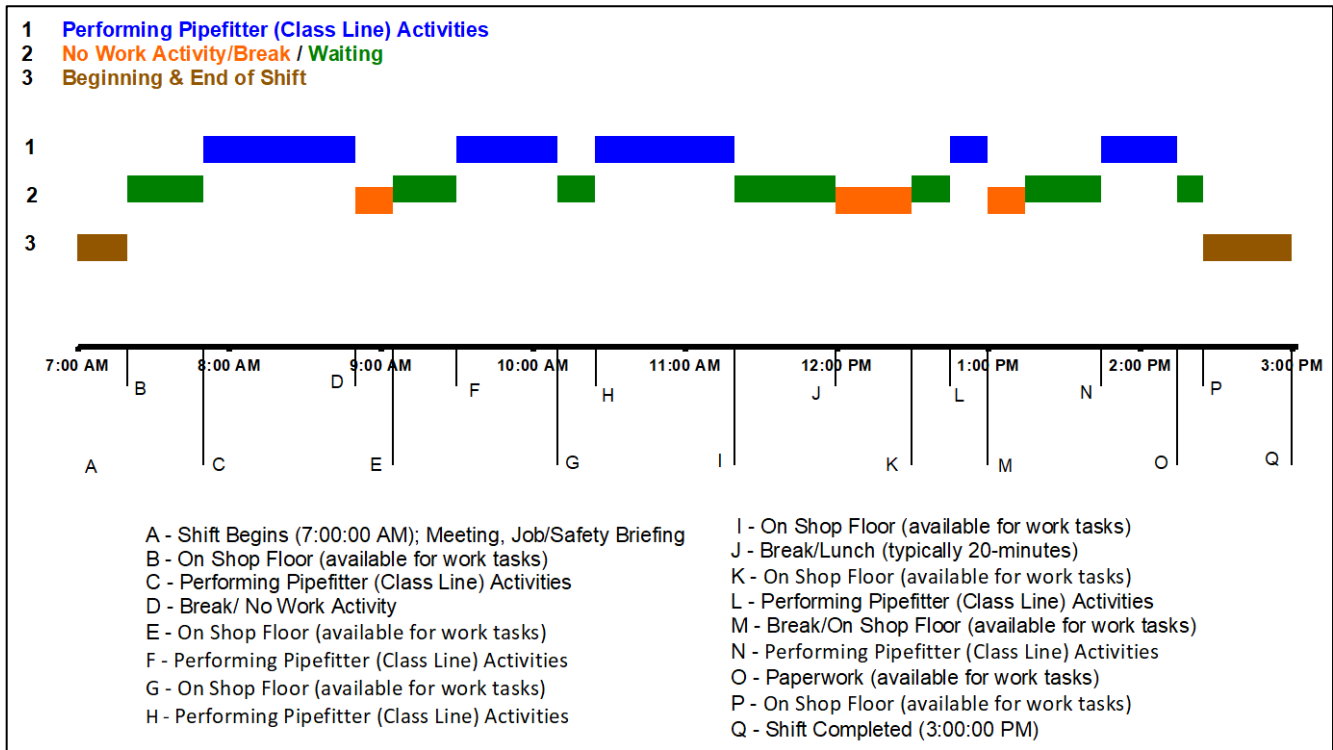 1 Performing Pipefitter (Class Line) Activities
2 No Work Activity/Break / Waiting
3 Beginning & End of Shift
1
2
3
7:00 AM 8:00 AM 9:00 AM 10:00 AM 11:00 AM 12:00 PM 1:00 PM 2:00 PM 3:00 PM
B D F H J L N P
A C E G I K M O Q
A - Shift Begins (7:00:00 AM); Meeting, Job/Safety Briefing
B - On Shop Floor (available for work tasks)
C - Performing Pipefitter (Class Line) Activities
D - Break/ No Work Activity
E - On Shop Floor (available for work tasks)
F - Performing Pipefitter (Class Line) Activities
G - On Shop Floor (available for work tasks)
H - Performing Pipefitter (Class Line) Activities
I - On Shop Floor (available for work tasks)
J - Break/Lunch (typically 20-minutes)
K - On Shop Floor (available for work tasks)
L - Performing Pipefitter (Class Line) Activities
M - Break/On Shop Floor (available for work tasks)
N - Performing Pipefitter (Class Line) Activities
O - Paperwork (available for work tasks)
P - On Shop Floor (available for work tasks)
Q - Shift Completed (3:00:00 PM)